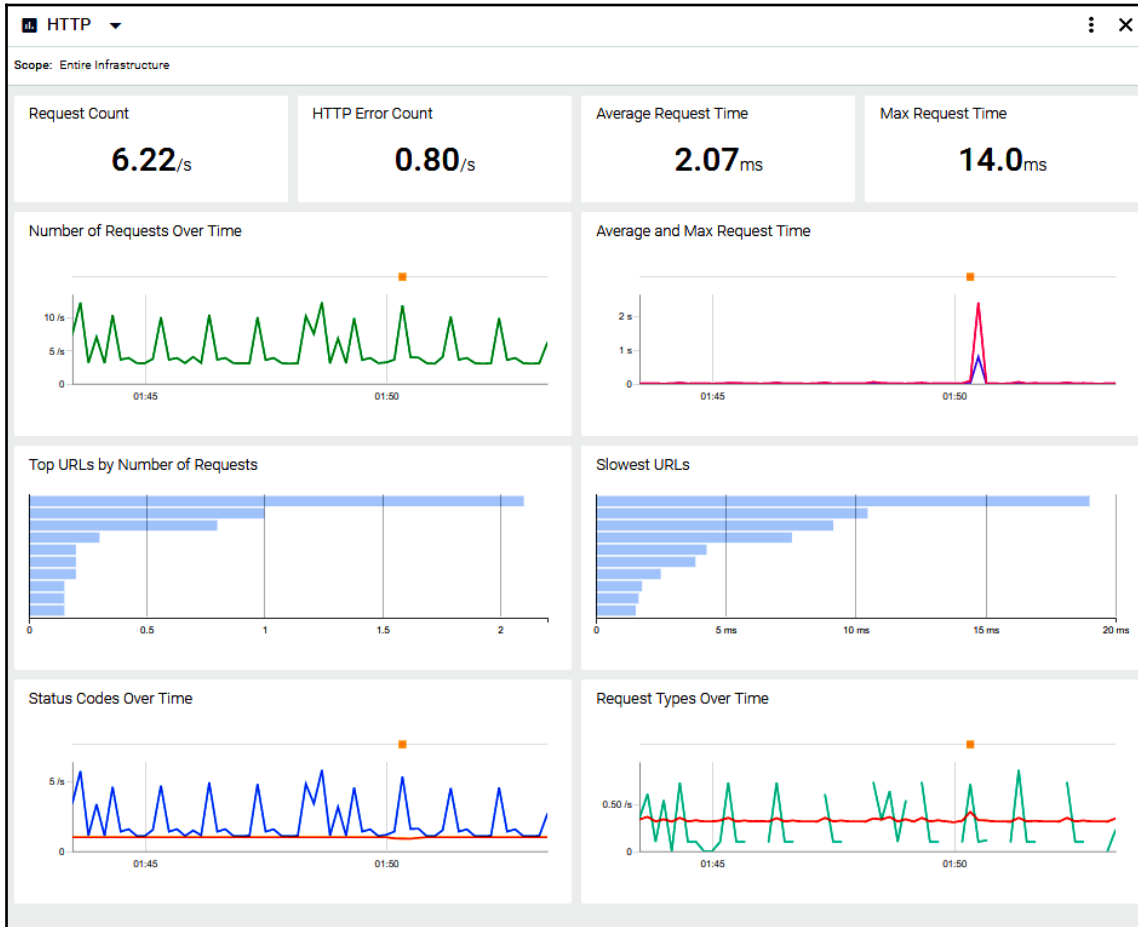 HTTP
Scope: Entire Infrastructure
Request Count
6.22/s
HTTP Error Count
0.80/s
Average Request Time
2.07ms
Max Request Time
14.0ms
Number of Requests Over Time
10 /s
5 /s
0
01:45
01:50
Average and Max Request Time
2 s
1 s
0
01:45
01:50
Top URLs by Number of Requests
0
0.5
1
1.5
2
Slowest URLs
0
5 ms
10 ms
15 ms
20 ms
Status Codes Over Time
5 /s
0
01:45
01:50
Request Types Over Time
0.50 /s
0
01:45
01:50